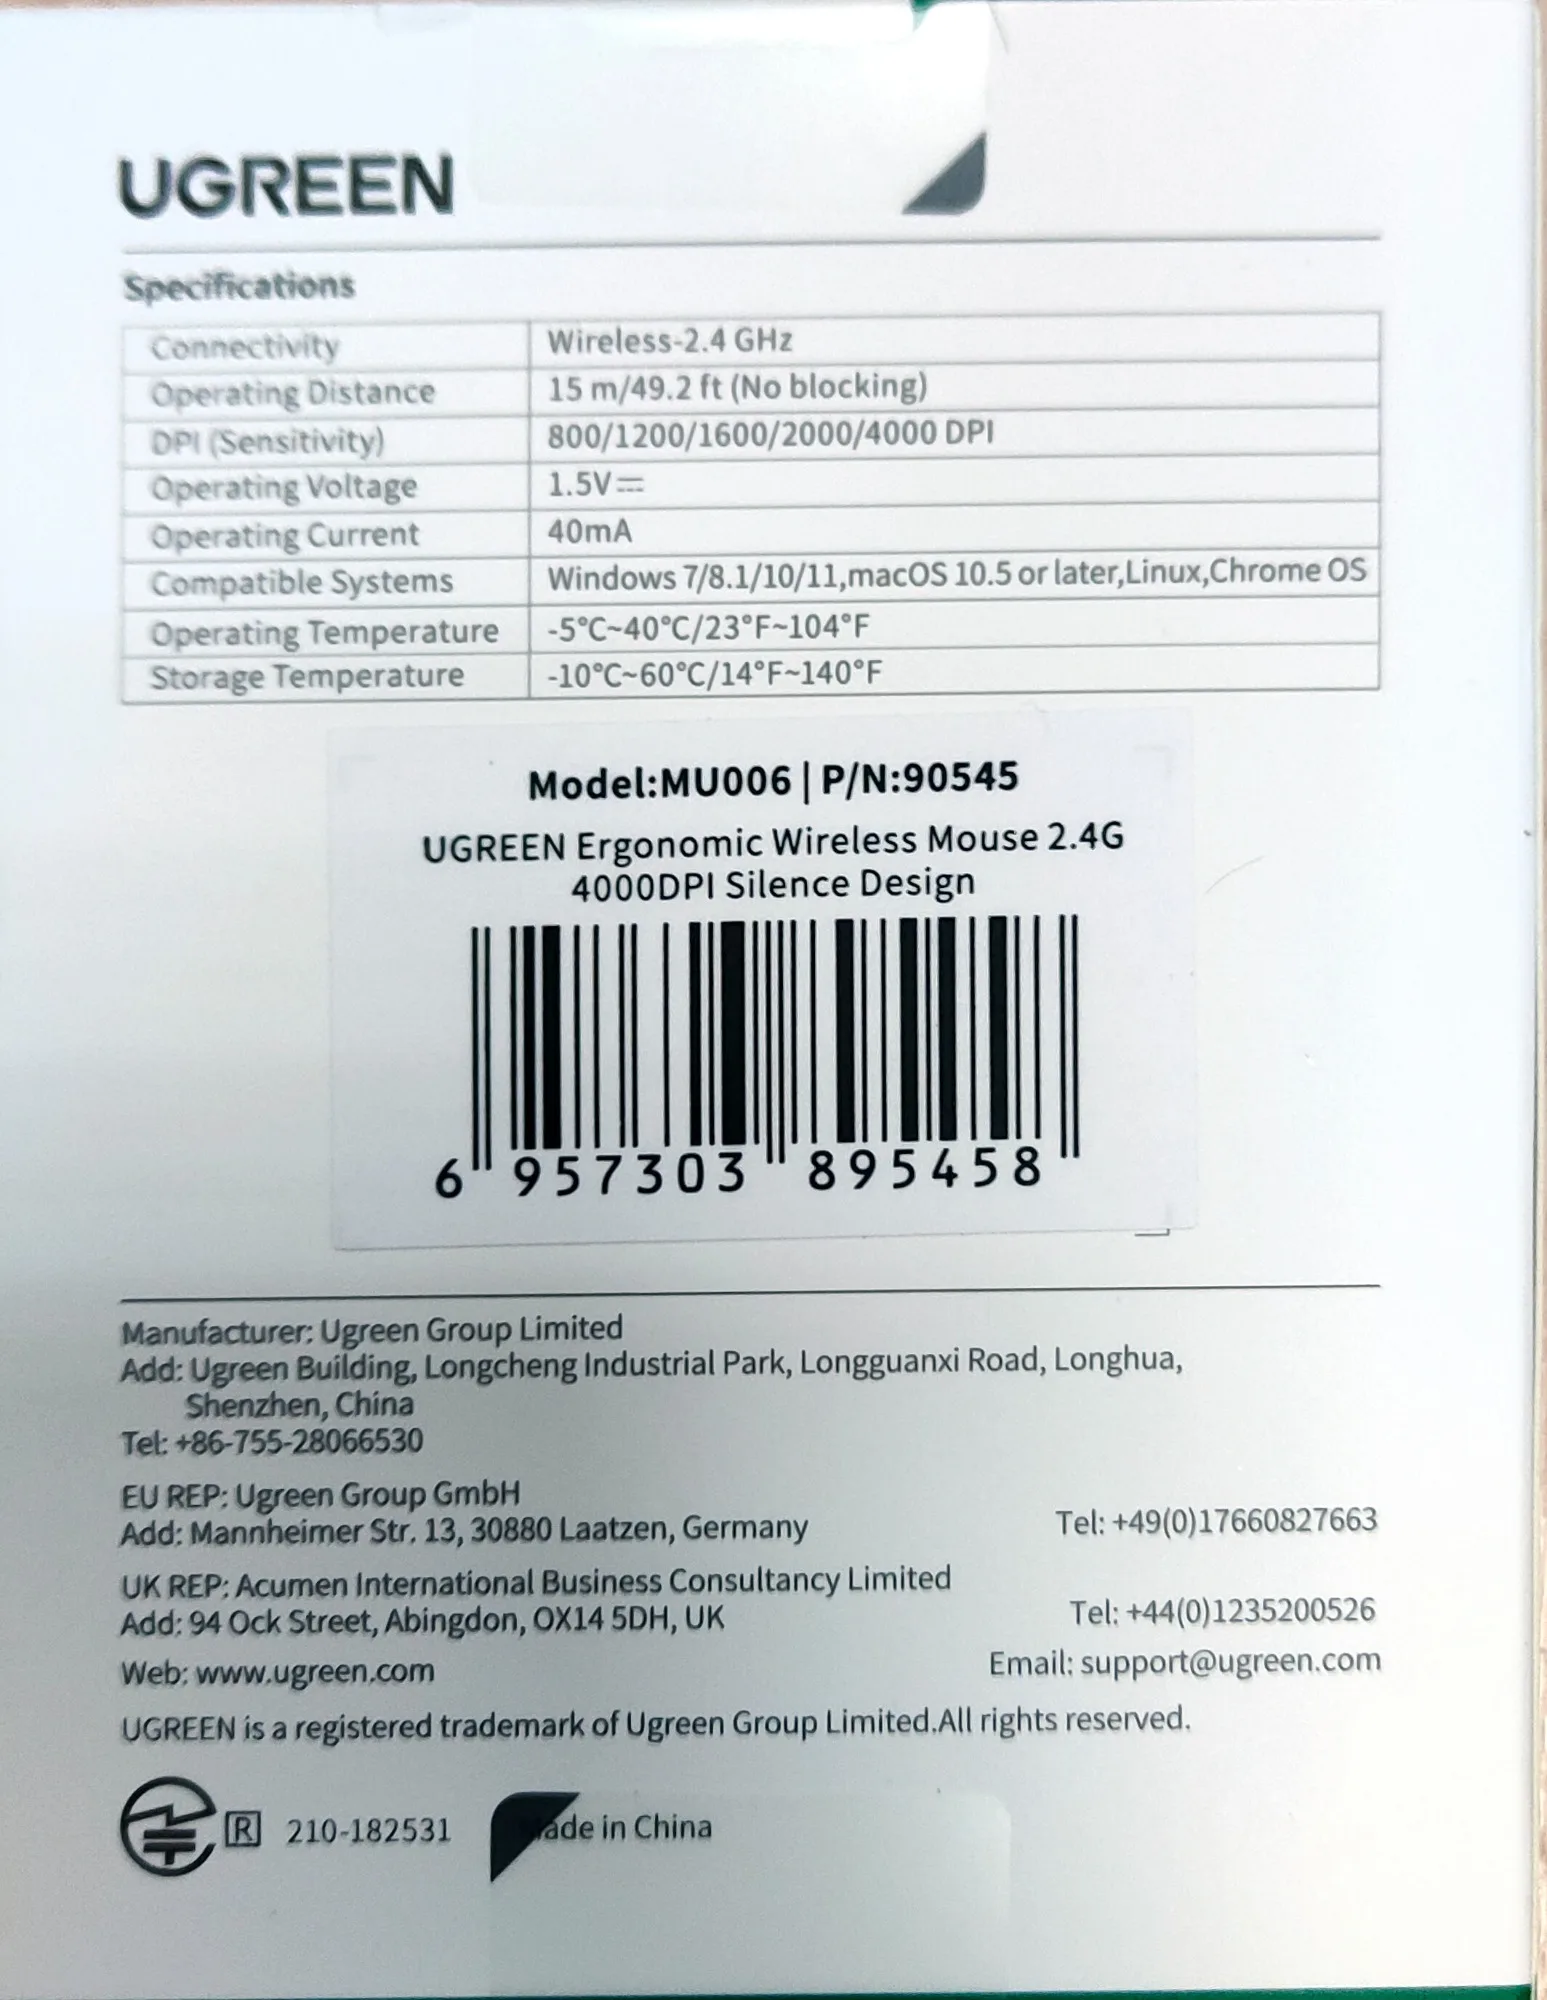 UGREEN
Specifications
Connectivity Wireless-2.4 GHz
Operating Distance 15 m/49.2 ft (No blocking)
DPI (Sensitivity) 800/1200/1600/2000/4000 DPI
Operating Voltage 1.5V⎓
Operating Current 40mA
Compatible Systems Windows 7/8.1/10/11,macOS 10.5 or later,Linux,Chrome OS
Operating Temperature -5°C~40°C/23°F~104°F
Storage Temperature -10°C~60°C/14°F~140°F
Model:MU006 | P/N:90545
UGREEN Ergonomic Wireless Mouse 2.4G
4000DPI Silence Design
6 957303 895458
Manufacturer: Ugreen Group Limited
Add: Ugreen Building, Longcheng Industrial Park, Longguanxi Road, Longhua,
Shenzhen, China
Tel: +86-755-28066530
EU REP: Ugreen Group GmbH
Add: Mannheimer Str. 13, 30880 Laatzen, Germany Tel: +49(0)17660827663
UK REP: Acumen International Business Consultancy Limited
Add: 94 Ock Street, Abingdon, OX14 5DH, UK Tel: +44(0)1235200526
Web: www.ugreen.com Email: support@ugreen.com
UGREEN is a registered trademark of Ugreen Group Limited.All rights reserved.
R 210-182531 Made in China